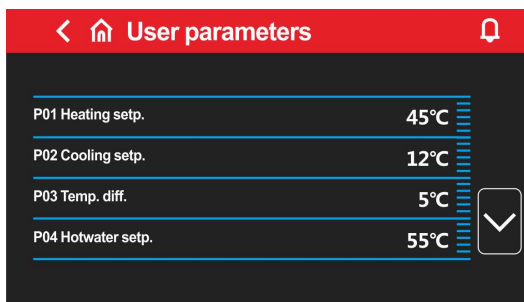 User parameters
P01 Heating setp. 45℃
P02 Cooling setp. 12℃
P03 Temp. diff. 5℃
P04 Hotwater setp. 55℃